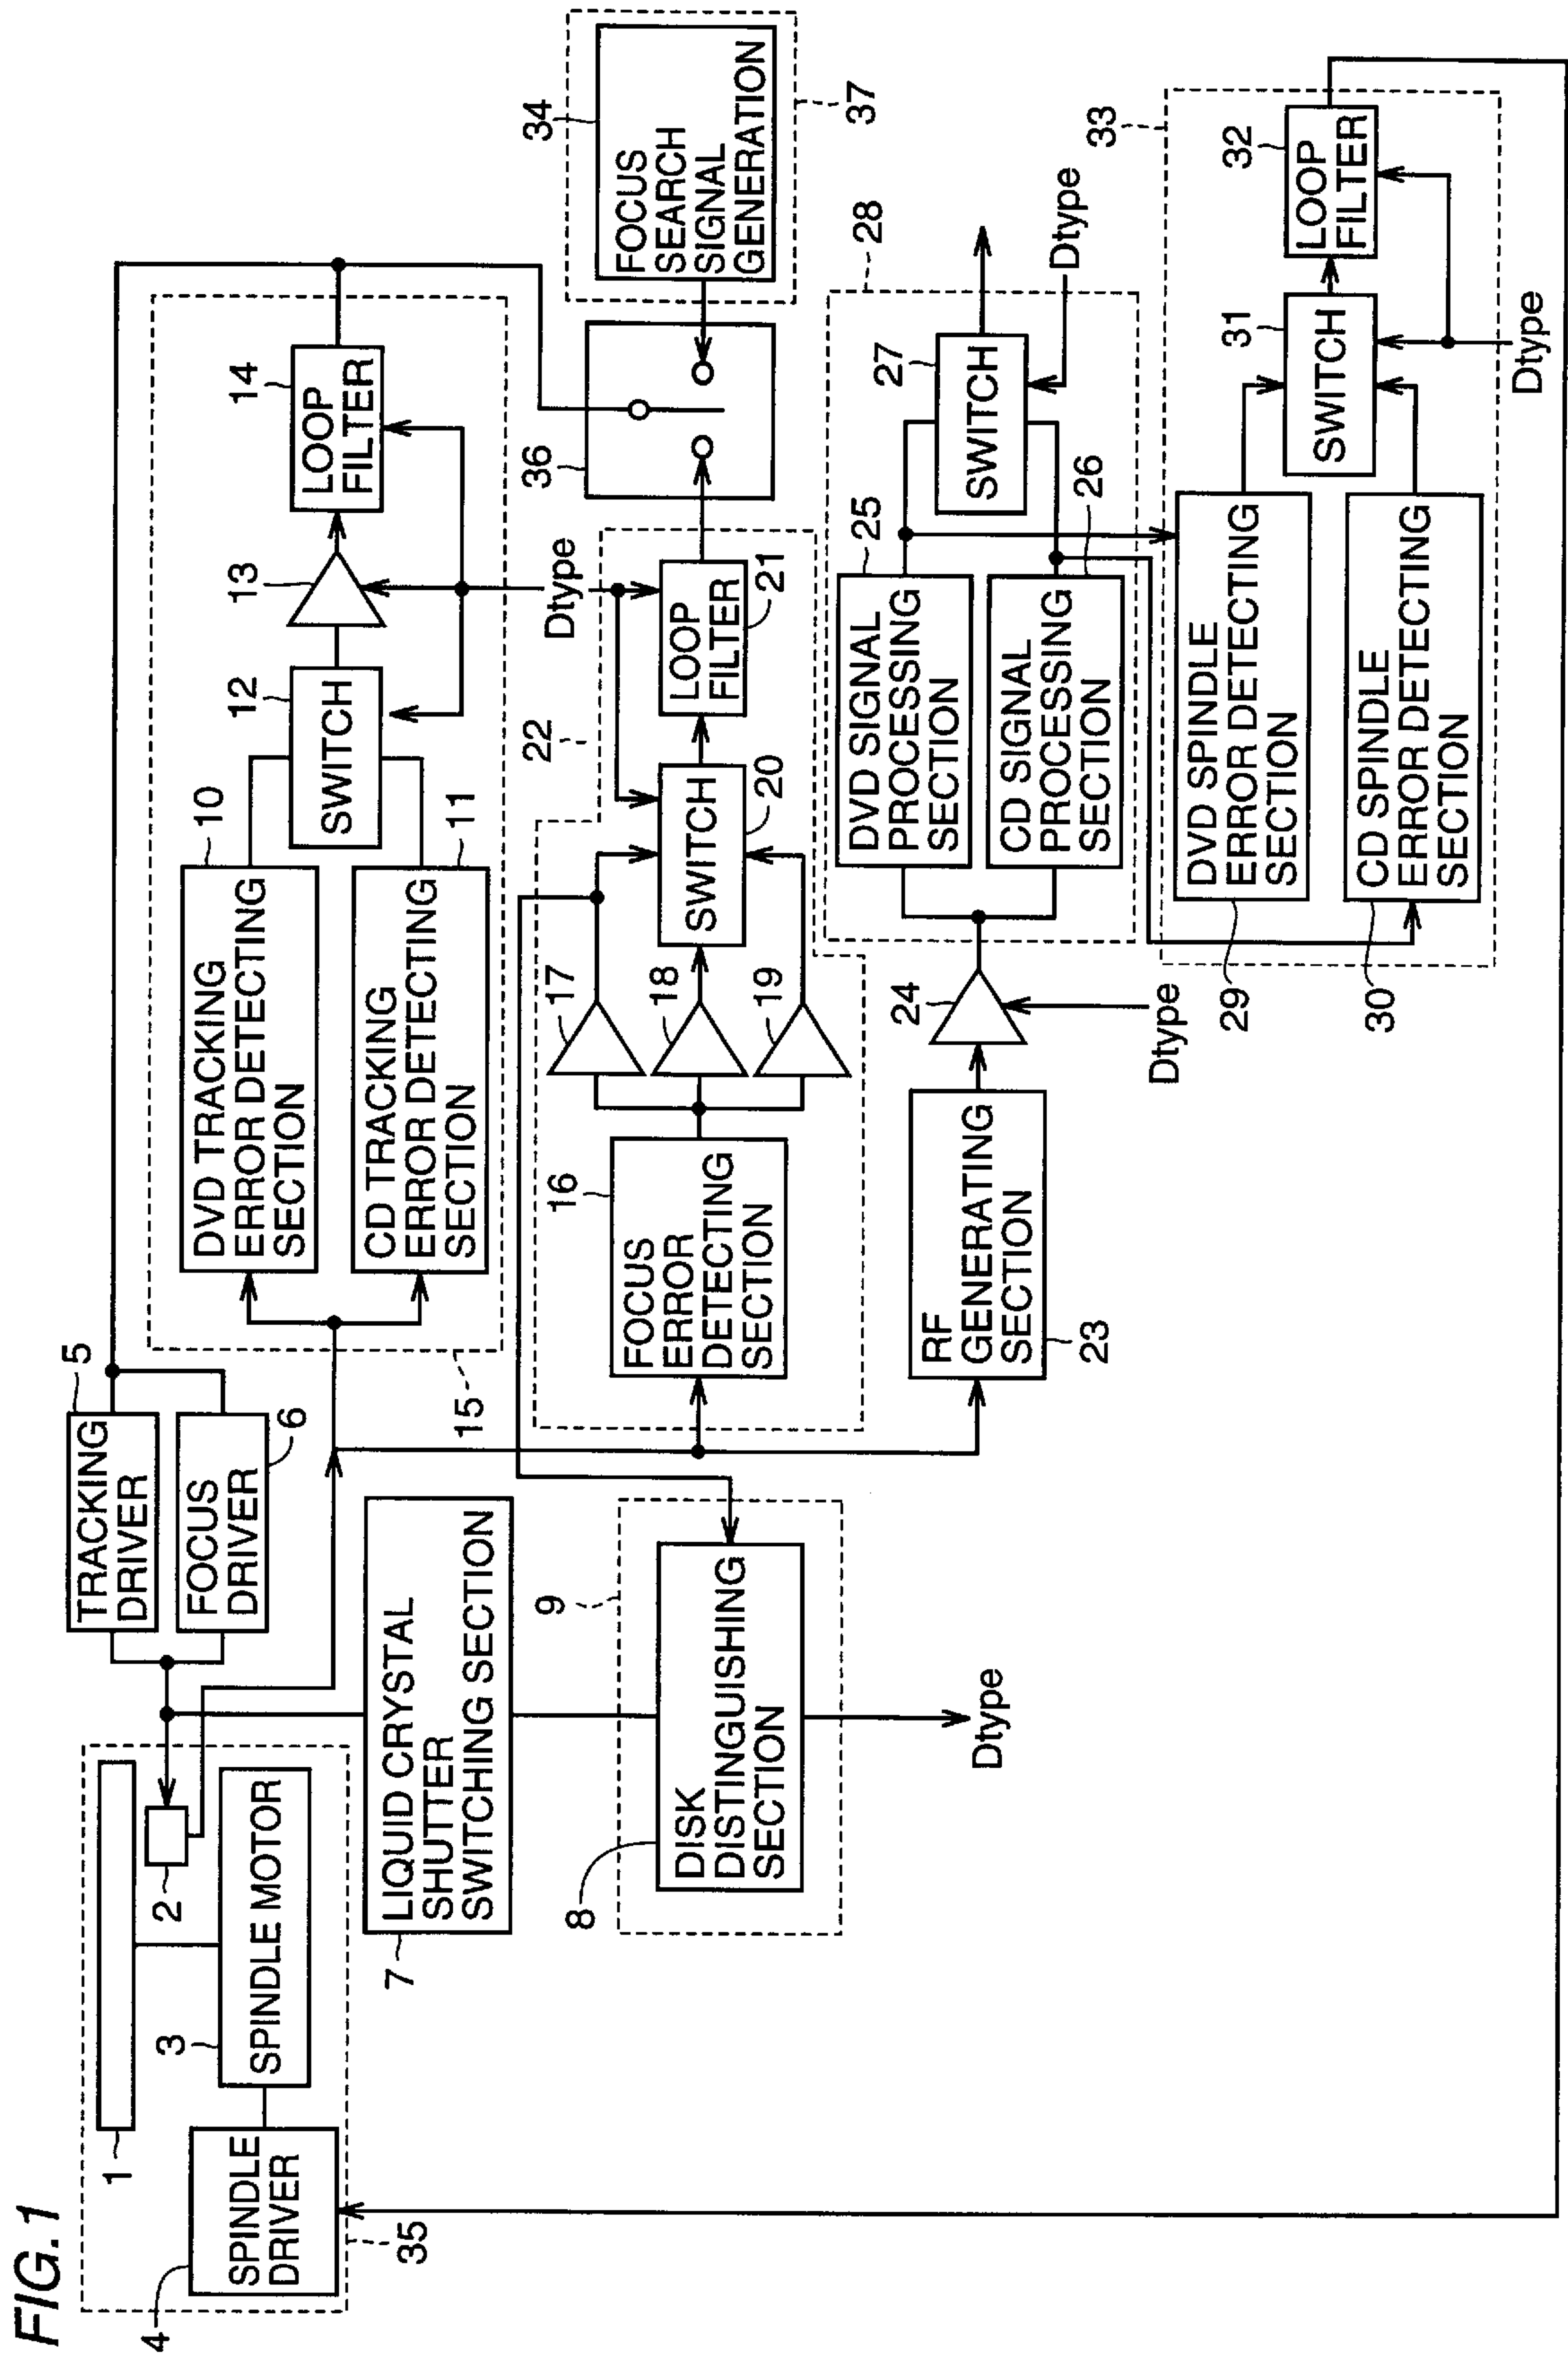 FIG.1
1
2
3
SPINDLE MOTOR
4
SPINDLE
DRIVER
35
5
TRACKING
DRIVER
FOCUS
DRIVER
6
LIQUID CRYSTAL
SHUTTER
SWITCHING SECTION
7
8
9
DISK
DISTINGUISHING
SECTION
Dtype
10
DVD TRACKING
ERROR DETECTING
SECTION
11
CD TRACKING
ERROR DETECTING
SECTION
12
SWITCH
13
14
LOOP
FILTER
15
Dtype
16
FOCUS
ERROR
DETECTING
SECTION
17
18
19
SWITCH
20
LOOP
FILTER
21
22
36
34
FOCUS
SEARCH
SIGNAL
GENERATION
37
RF
GENERATING
SECTION
23
24
Dtype
25
DVD SIGNAL
PROCESSING
SECTION
CD SIGNAL
PROCESSING
SECTION
26
27
SWITCH
28
Dtype
DVD SPINDLE
ERROR DETECTING
SECTION
29
CD SPINDLE
ERROR DETECTING
SECTION
30
31
SWITCH
32
LOOP
FILTER
33
Dtype